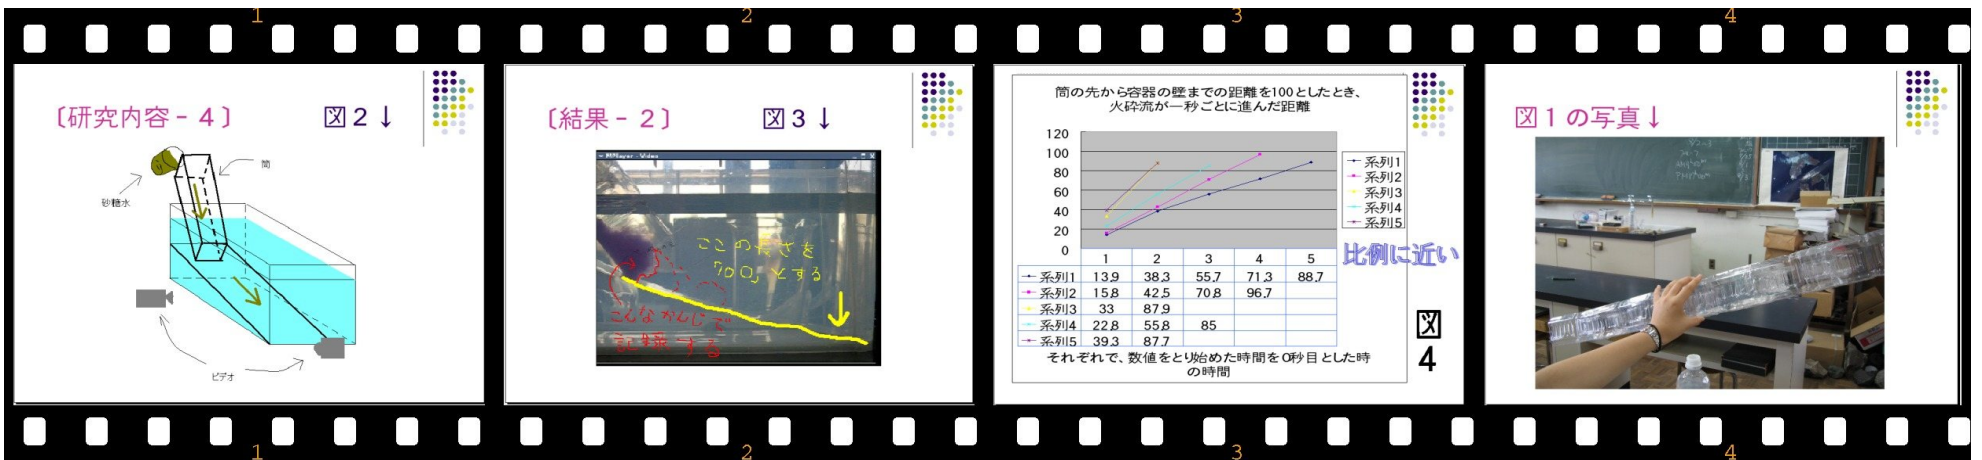 1
2
3
4
〔研究内容-4〕
図2↓
筒
砂糖水
ビデオ
〔結果-2〕
図3↓
MPlayer - Video
ここの長さを
「100」とする
こんなかんじで
記録する
筒の先から容器の壁までの距離を100としたとき、
火砕流が一秒ごとに進んだ距離
120
100
80
60
40
20
0
系列1
系列2
系列3
系列4
系列5
1 2 3 4 5
系列1 13.9 38.3 55.7 71.3 88.7
系列2 15.8 42.5 70.8 96.7
系列3 33 87.9
系列4 22.8 55.8 85
系列5 39.3 87.7
それぞれで、数値をとり始めた時間を0秒目とした時
の時間
比例に近い
図
4
図1の写真↓
1
2
3
4